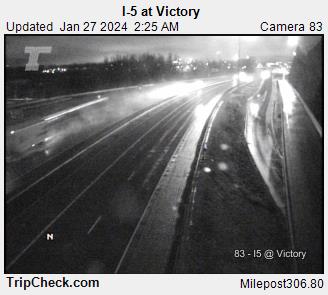 I-5 at Victory
Updated Jan 27 2024 2:25 AM Camera 83
T
N
83 - I5 @ Victory
TripCheck.com Milepost306.80